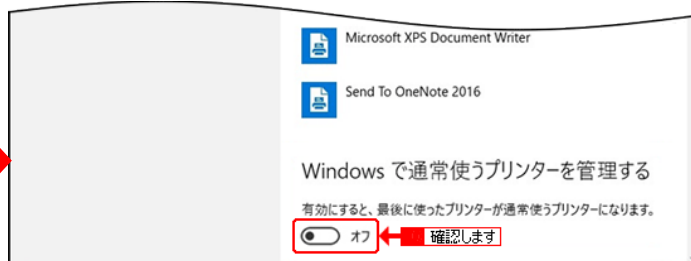 Microsoft XPS Document Writer
Send To OneNote 2016
Windows で通常使うプリンターを管理する
有効にすると、最後に使ったプリンターが通常使うプリンターになります。
オフ 確認します